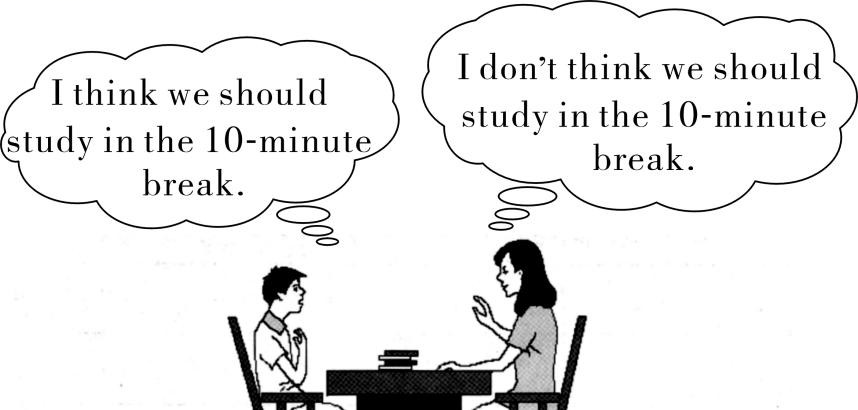 I think we should
study in the 10-minute
break.
I don't think we should
study in the 10-minute
break.